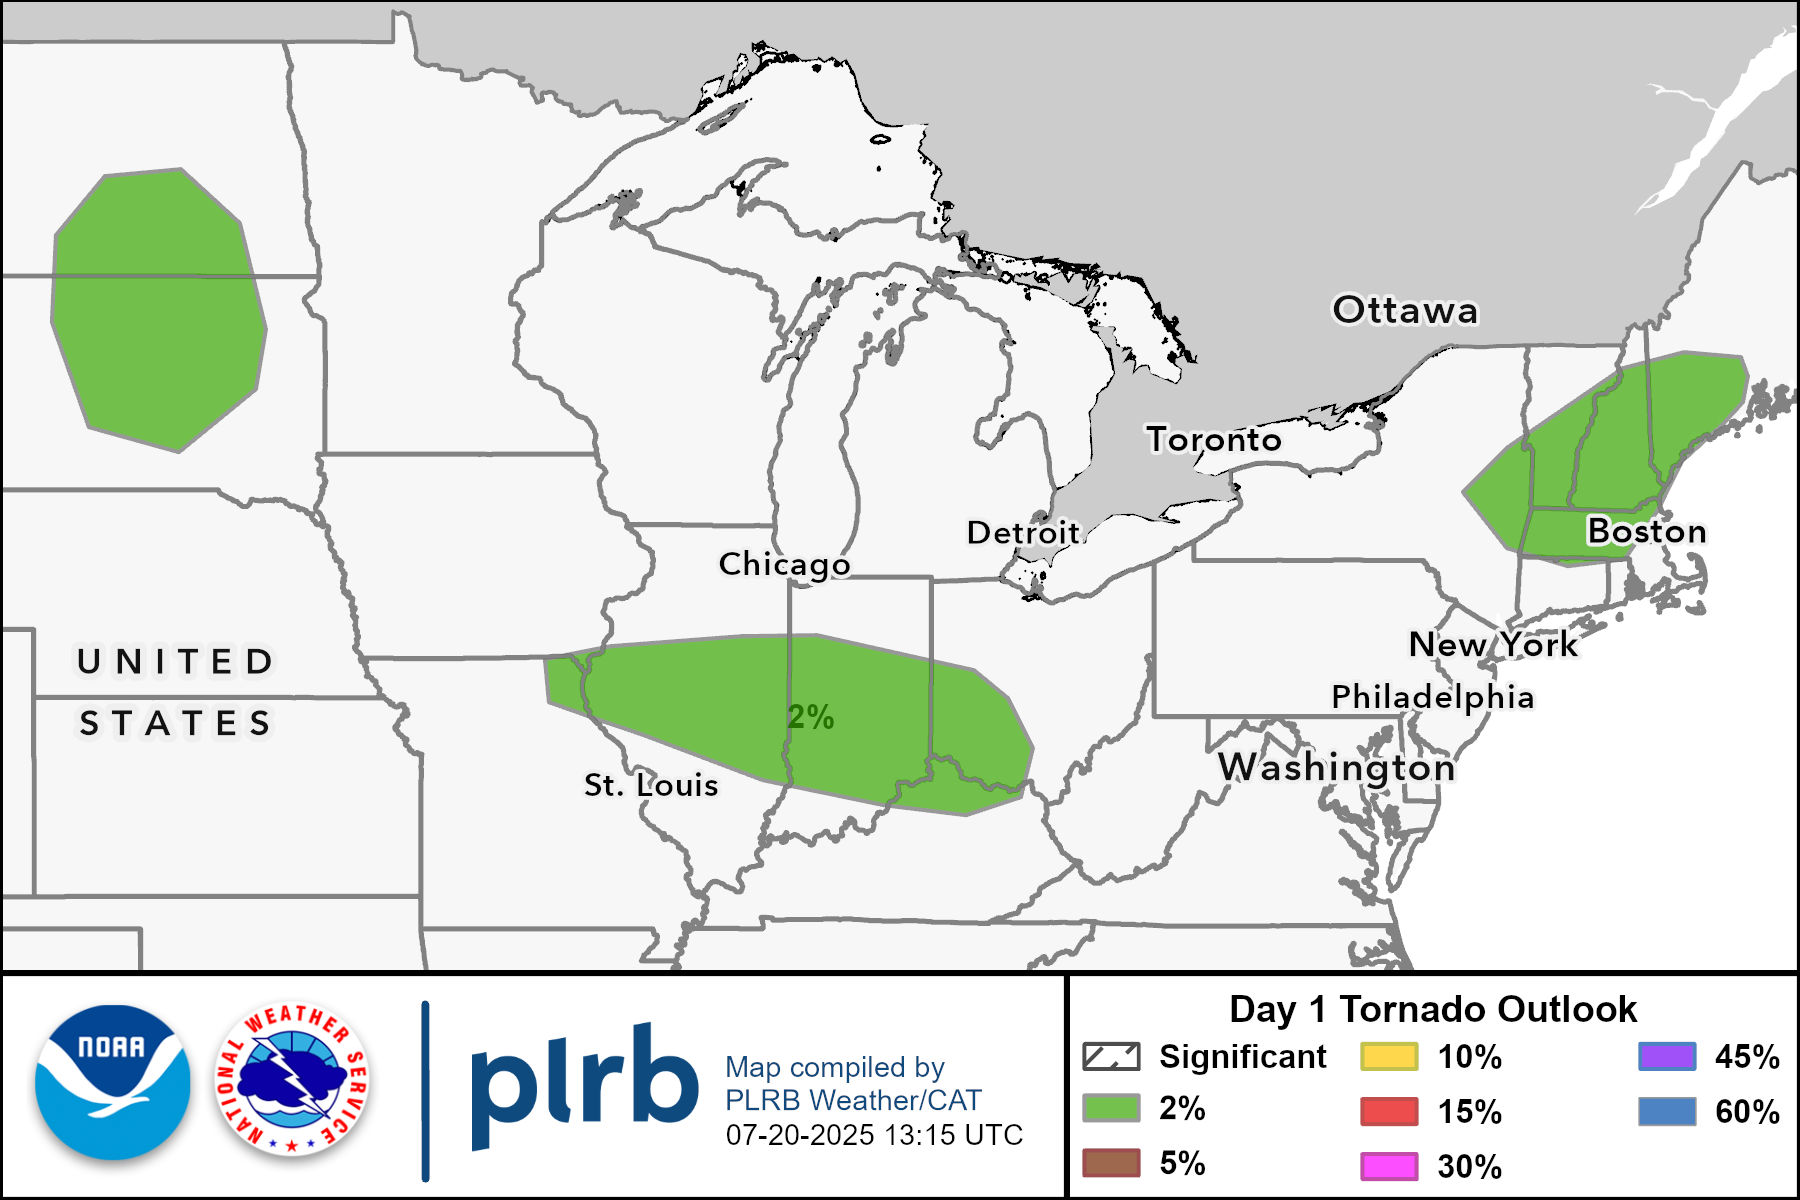 Ottawa
Toronto
Detroit
Boston
Chicago
New York
UNITED
STATES
Philadelphia
2%
Washington
St. Louis
NOAA
NATIONAL WEATHER SERVICE
plrb
Map compiled by
PLRB Weather/CAT
07-20-2025 13:15 UTC
Day 1 Tornado Outlook
Significant
2%
5%
10%
15%
30%
45%
60%